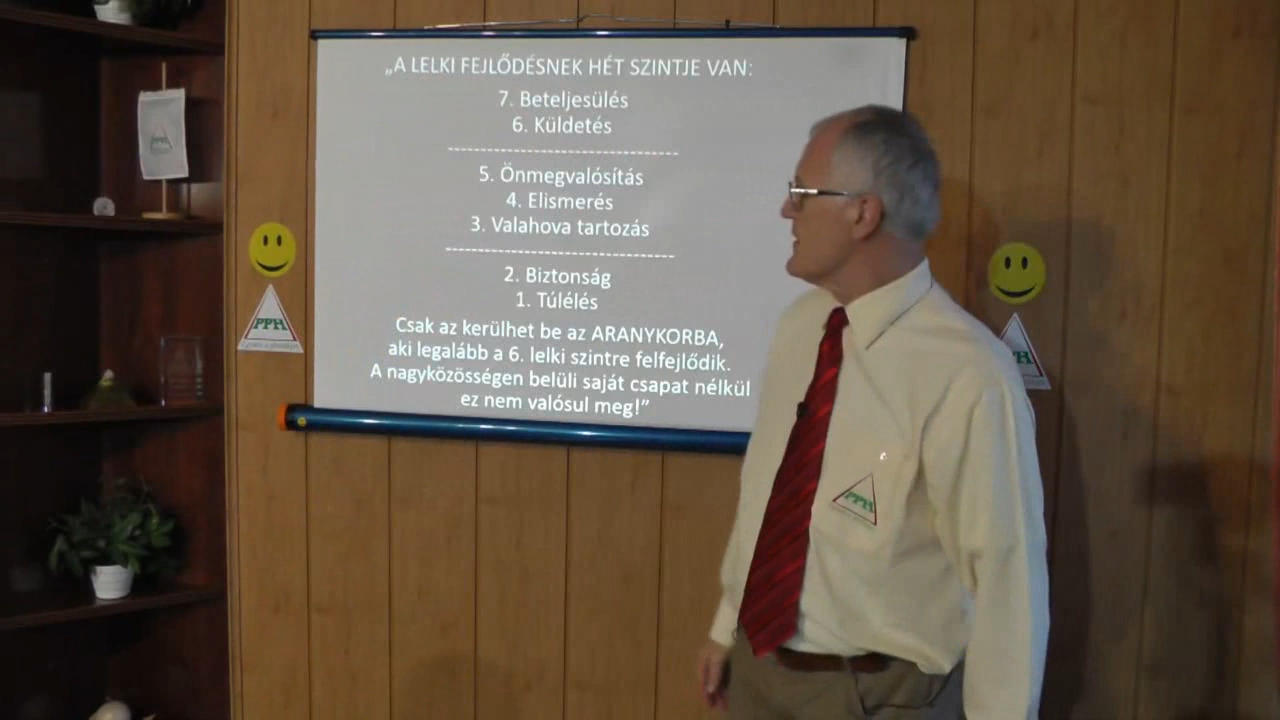 „A LELKI FEJLŐDÉSNEK HÉT SZINTJE VAN:
7. Beteljesülés
6. Küldetés
5. Önmegvalósítás
4. Elismerés
3. Valahova tartozás
2. Biztonság
1. Túlélés
Csak az kerülhet be az ARANYKORBA,
aki legalább a 6. lelki szintre felfejlődik.
A nagyközösségen belüli saját csapat nélkül
ez nem valósul meg!”
PPH
PPH